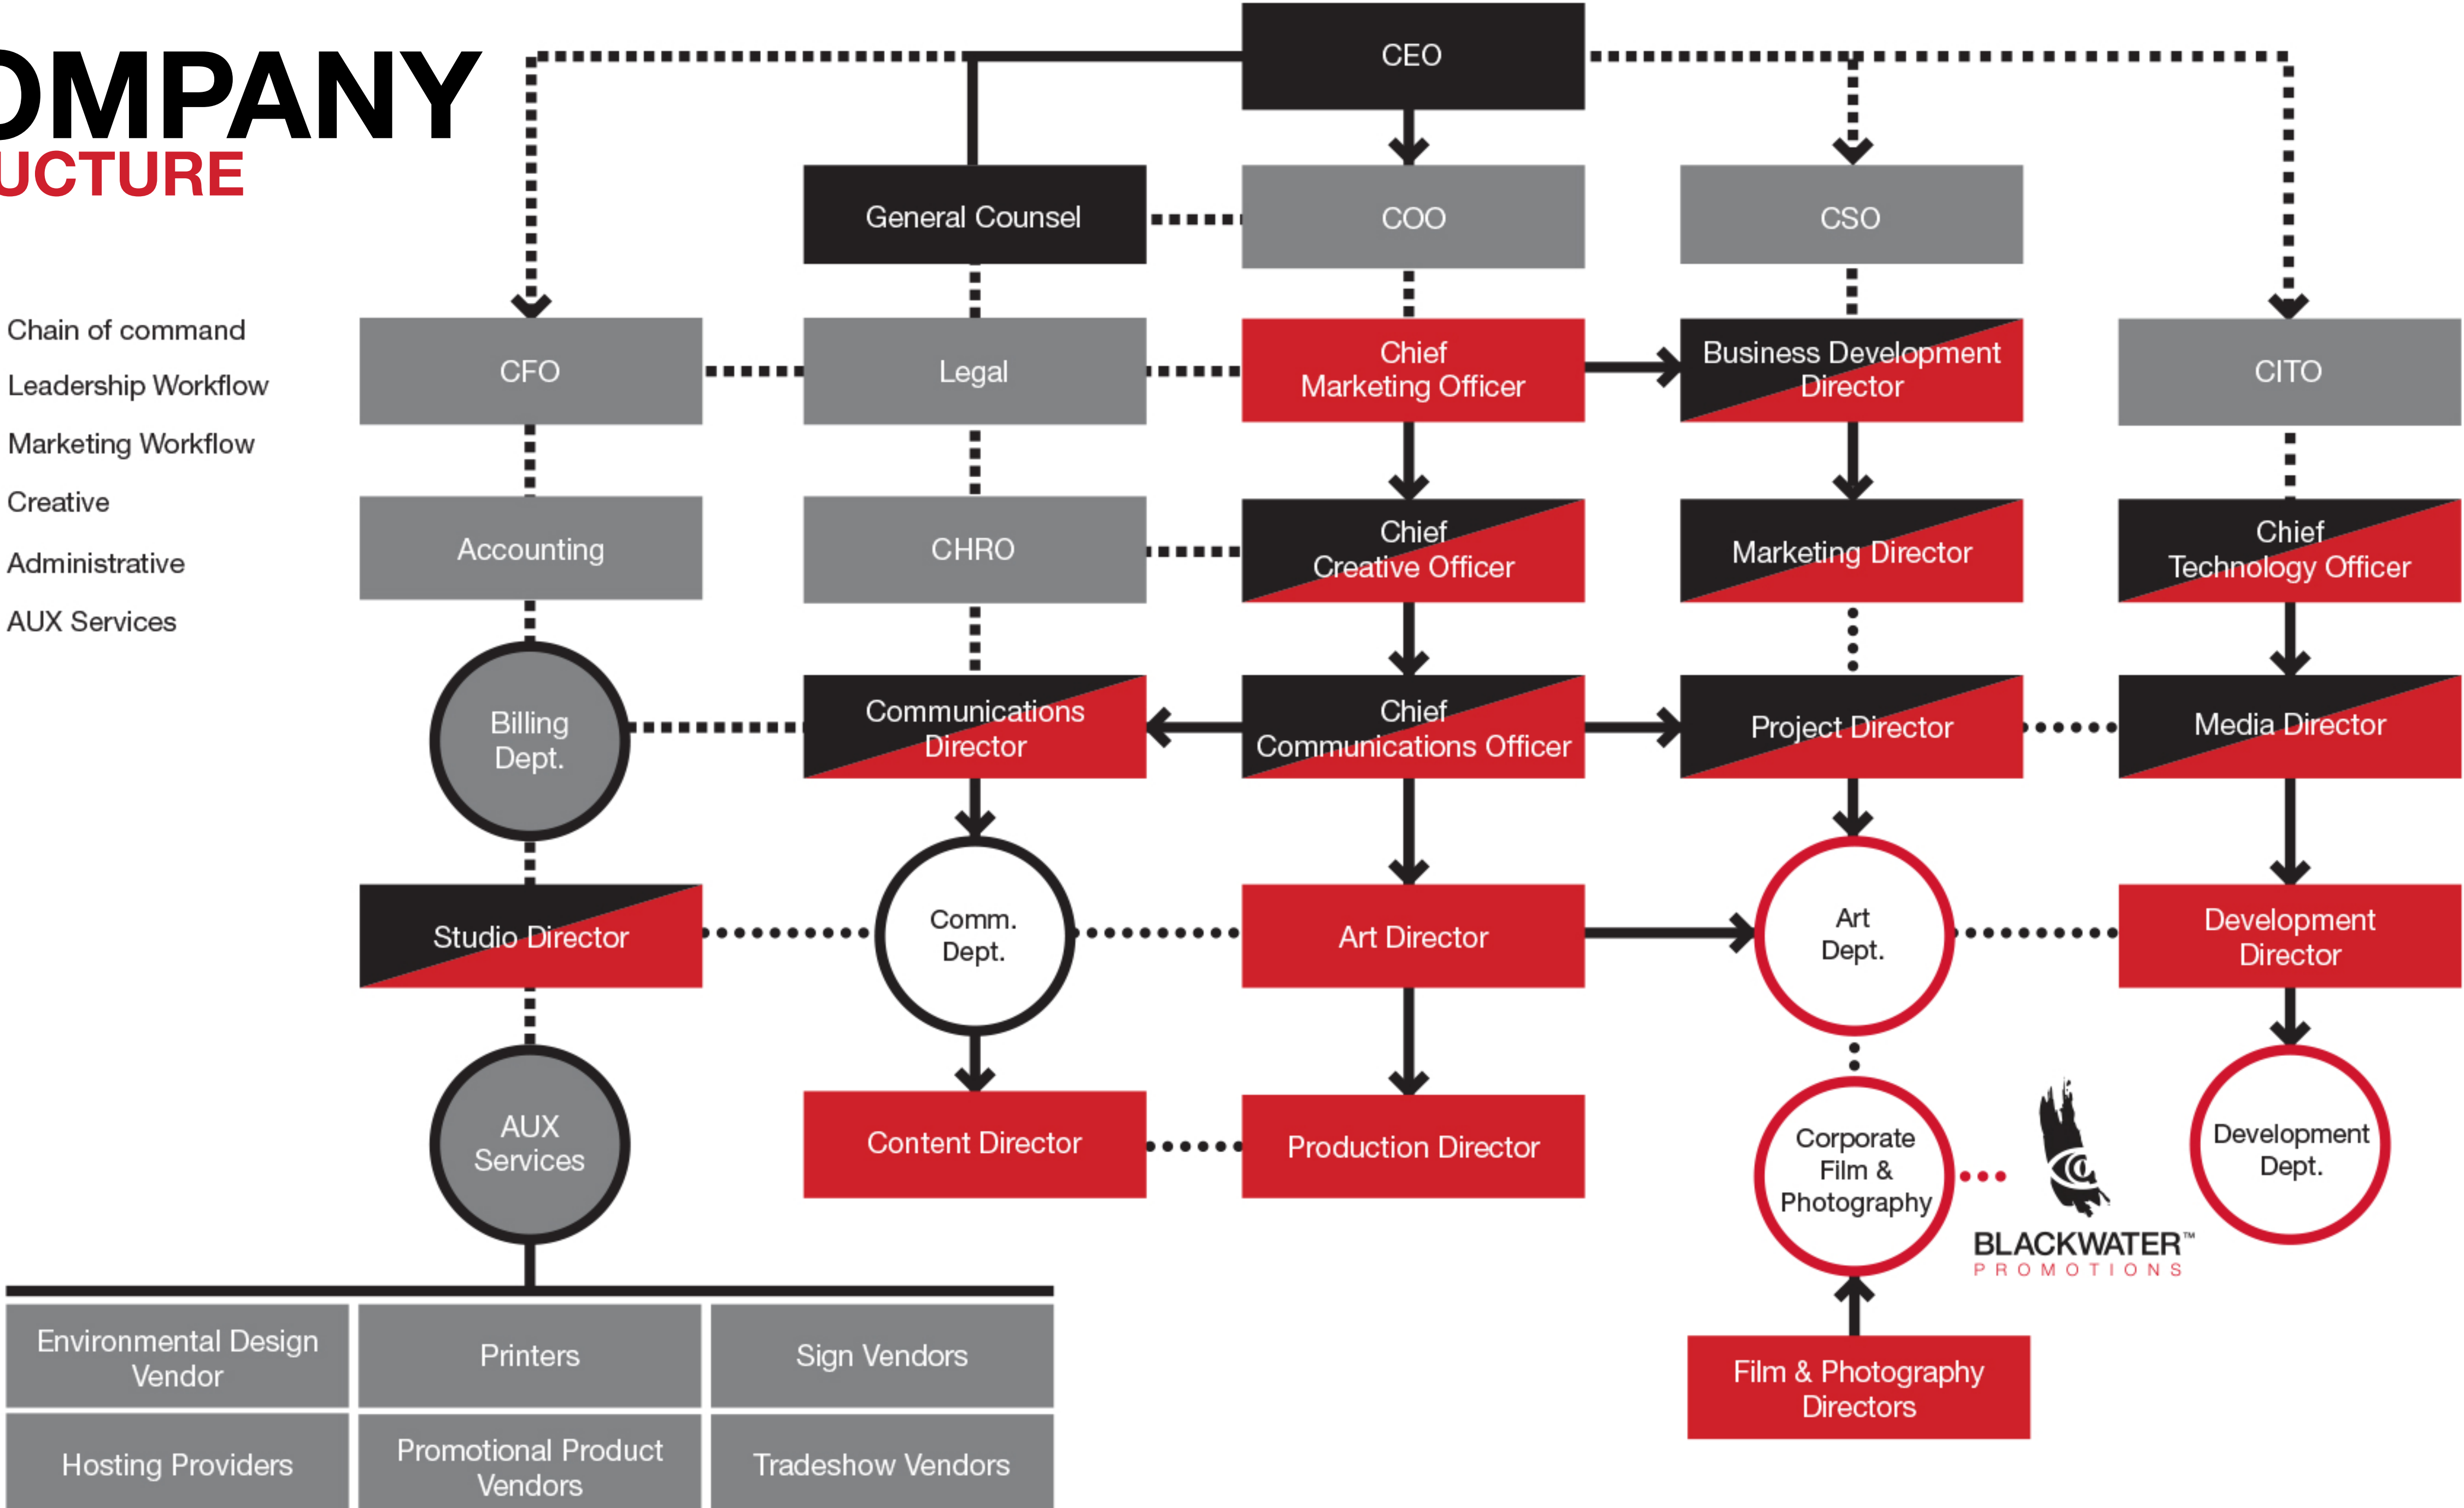 OMPANY
UCTURE
CEO
General Counsel
COO
CSO
Chain of command
Leadership Workflow
Marketing Workflow
Creative
Administrative
AUX Services
CFO
Legal
Chief
Marketing Officer
Business Development
Director
CITO
Accounting
CHRO
Chief
Creative Officer
Marketing Director
Chief
Technology Officer
Billing
Dept.
Communications
Director
Chief
Communications Officer
Project Director
Media Director
Studio Director
Comm.
Dept.
Art Director
Art
Dept.
Development
Director
AUX
Services
Content Director
Production Director
Corporate
Film &
Photography
BLACKWATER™
PROMOTIONS
Development
Dept.
Environmental Design
Vendor
Printers
Sign Vendors
Film & Photography
Directors
Hosting Providers
Promotional Product
Vendors
Tradeshow Vendors